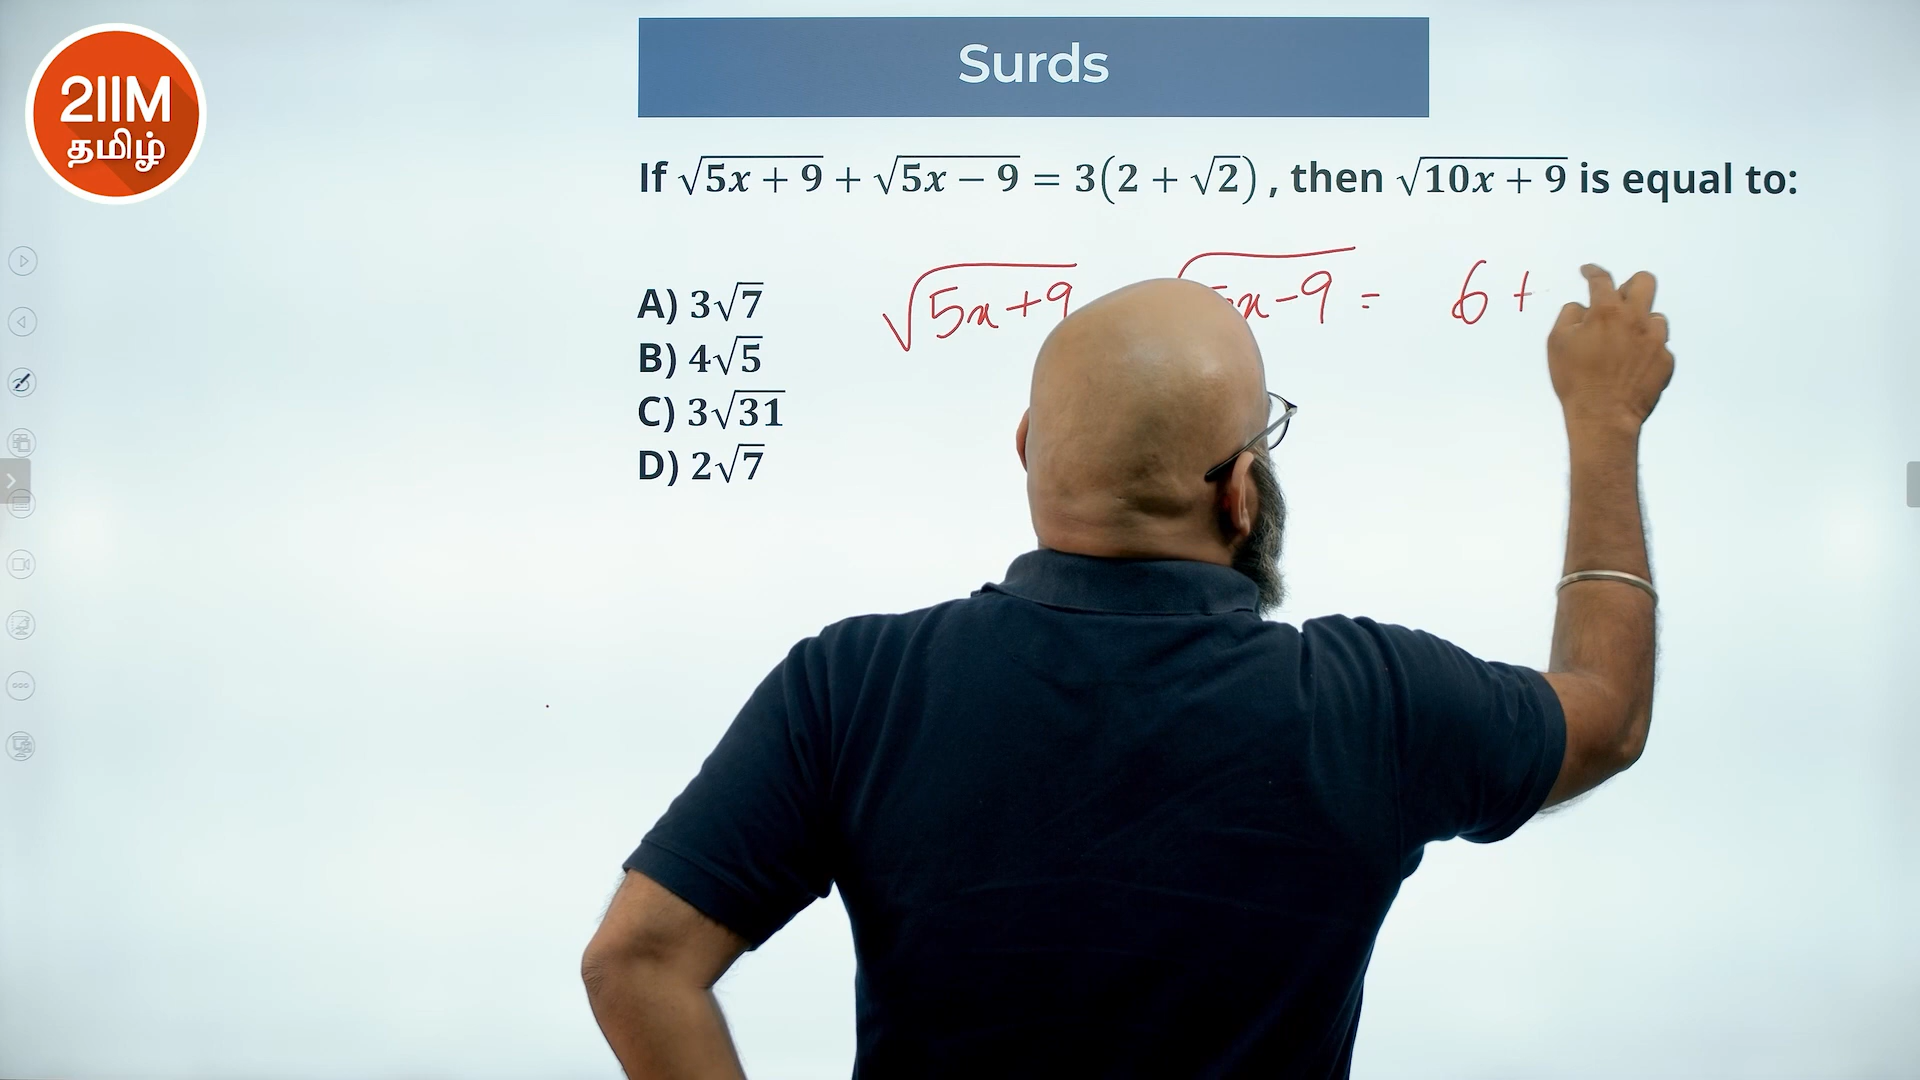 2IIM
தமிழ்
Surds
If √(5x + 9) + √(5x − 9) = 3(2 + √2) , then √(10x + 9) is equal to:
A) 3√7
B) 4√5
C) 3√31
D) 2√7
√(5x+9 √ x-9 = 6 +